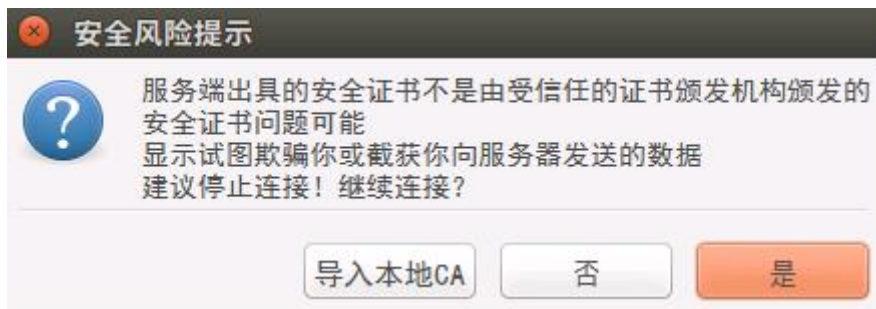 安全风险提示
服务端出具的安全证书不是由受信任的证书颁发机构颁发的
安全证书问题可能
显示试图欺骗你或截获你向服务器发送的数据
建议停止连接！继续连接？
导入本地CA 否 是